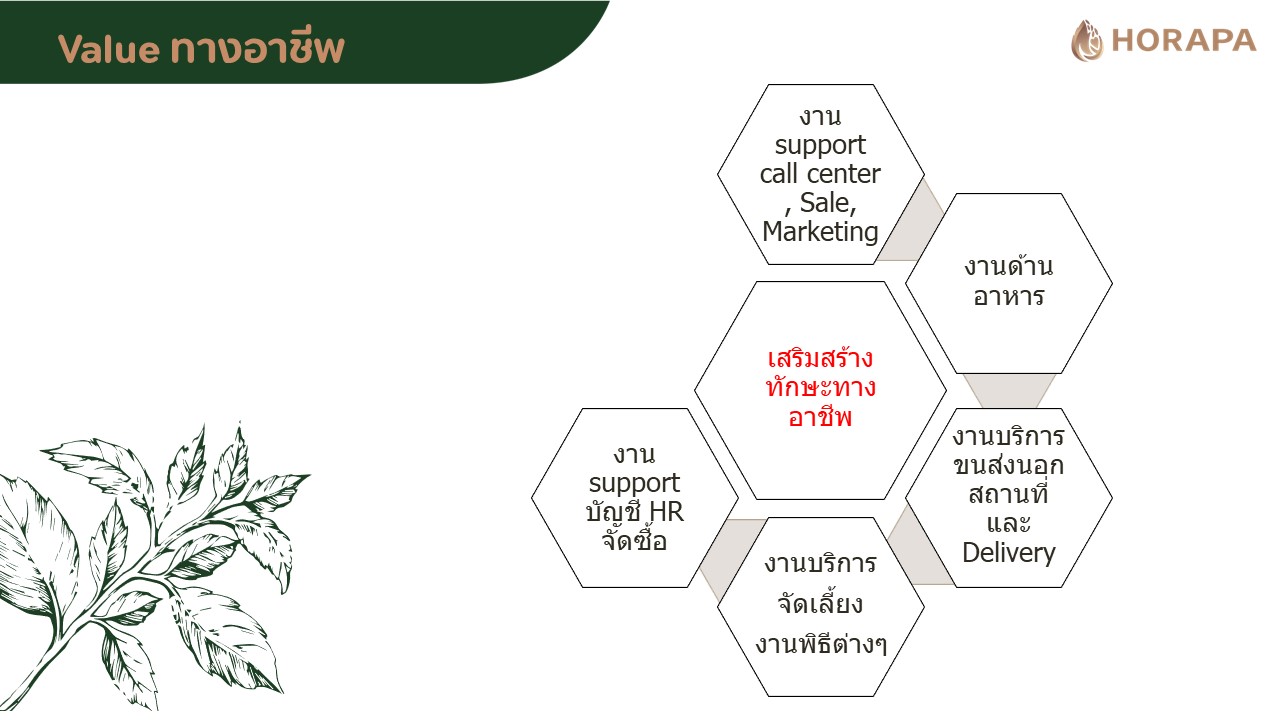 Value ทางอาชีพ
HORAPA
งาน
support
call center
, Sale,
Marketing
งานด้าน
อาหาร
เสริมสร้าง
ทักษะทาง
อาชีพ
งานบริการ
ขนส่งนอก
สถานที่
และ
Delivery
งาน
support
บัญชี HR
จัดซื้อ
งานบริการ
จัดเลี้ยง
งานพิธีต่างๆ